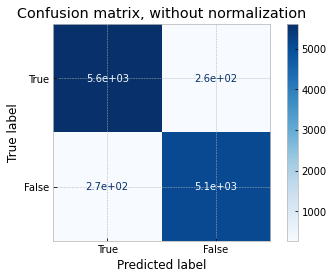 Confusion matrix, without normalization
True label
True
5.6e+03
2.6e+02
False
2.7e+02
5.1e+03
True
False
Predicted label
5000
4000
3000
2000
1000